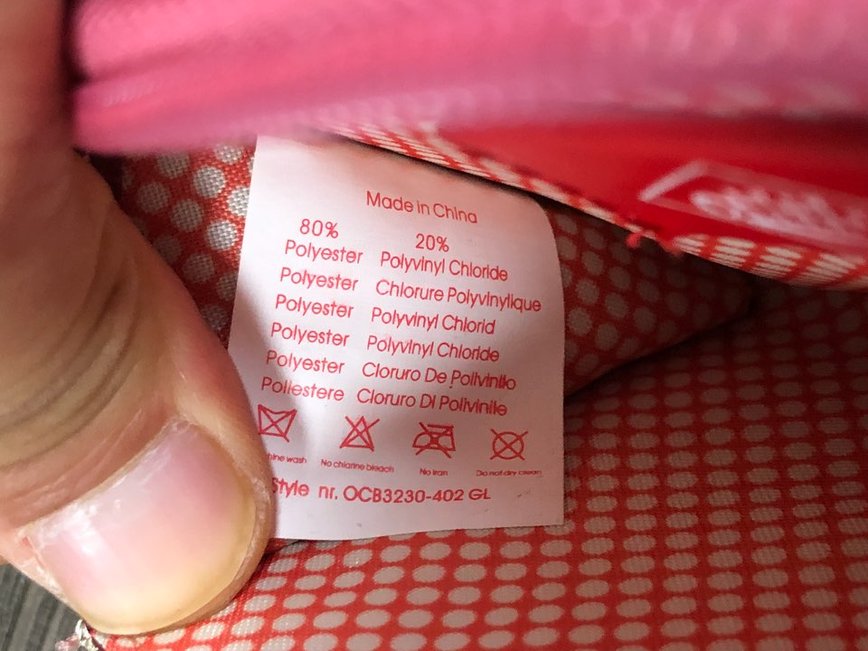 Made in China
80% 20%
Polyester Polyvinyl Chloride
Polyester Chlorure Polyvinylique
Polyester Polyvinyl Chlorid
Polyester Polyvinyl Chloride
Polyester Cloruro De Polivinilo
Poliestere Cloruro Di Polivinile
wash No chlorine bleach No Iran Do not dry clean
Style nr. OCB3230-402 GL